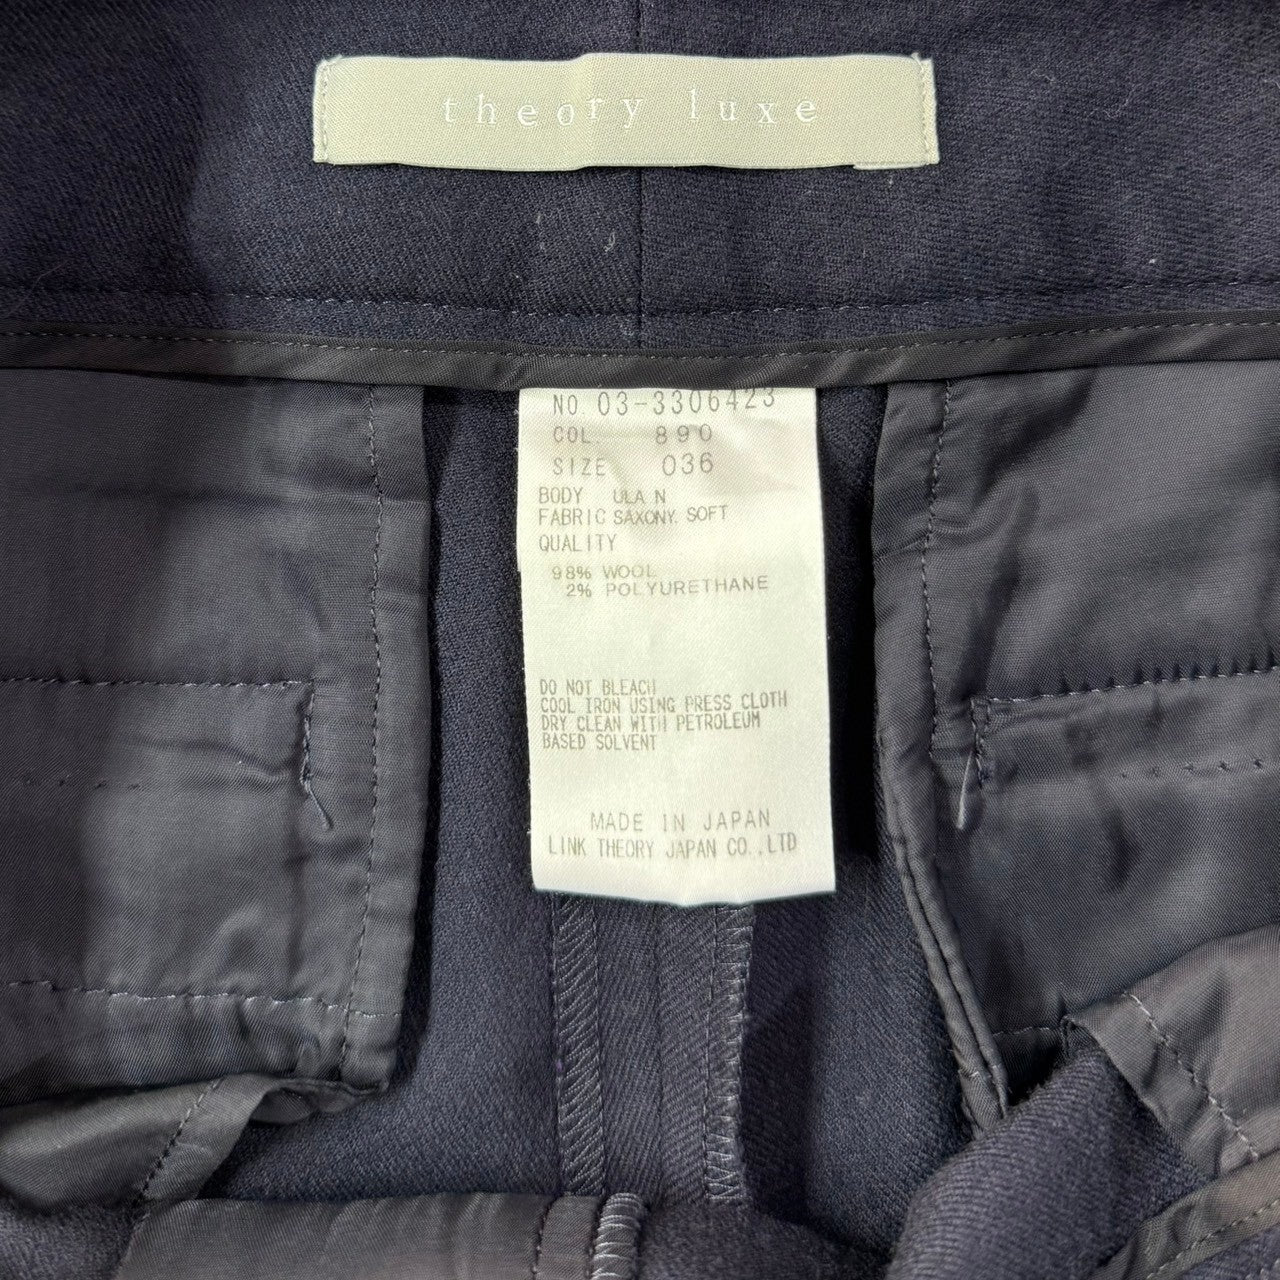 theory luxe
NO. 03-3306423
COL. 890
SIZE 036
BODY ULA N
FABRIC SAXONY. SOFT
QUALITY
98% WOOL
2% POLYURETHANE
DO NOT BLEACH
COOL IRON USING PRESS CLOTH
DRY CLEAN WITH PETROLEUM
BASED SOLVENT
MADE IN JAPAN
LINK THEORY JAPAN CO.,LTD